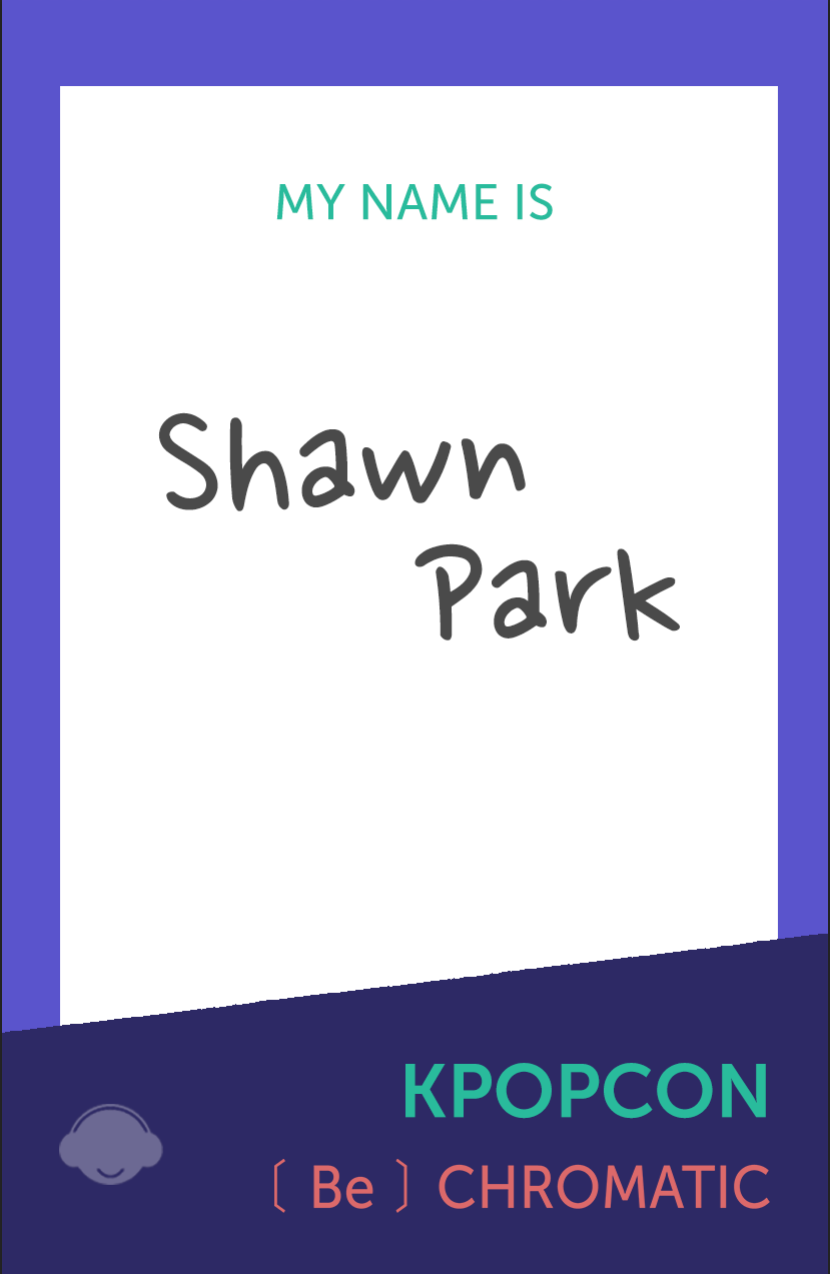 MY NAME IS
Shawn
Park
KPOPCON
〔 Be 〕 CHROMATIC